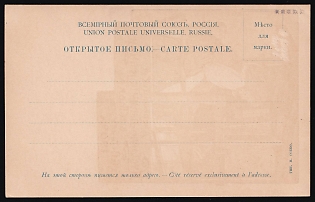 ВСЕМІРНЫЙ ПОЧТОВЫЙ СОЮЗЪ. РОССІЯ.
UNION POSTALE UNIVERSELLE. RUSSIE.
ОТКРЫТОЕ ПИСЬМО.—CARTE POSTALE.
Мѣсто
для
марки.
На этой сторонѣ пишется только адресъ.—Côté réservé exclusivement à l'adresse.